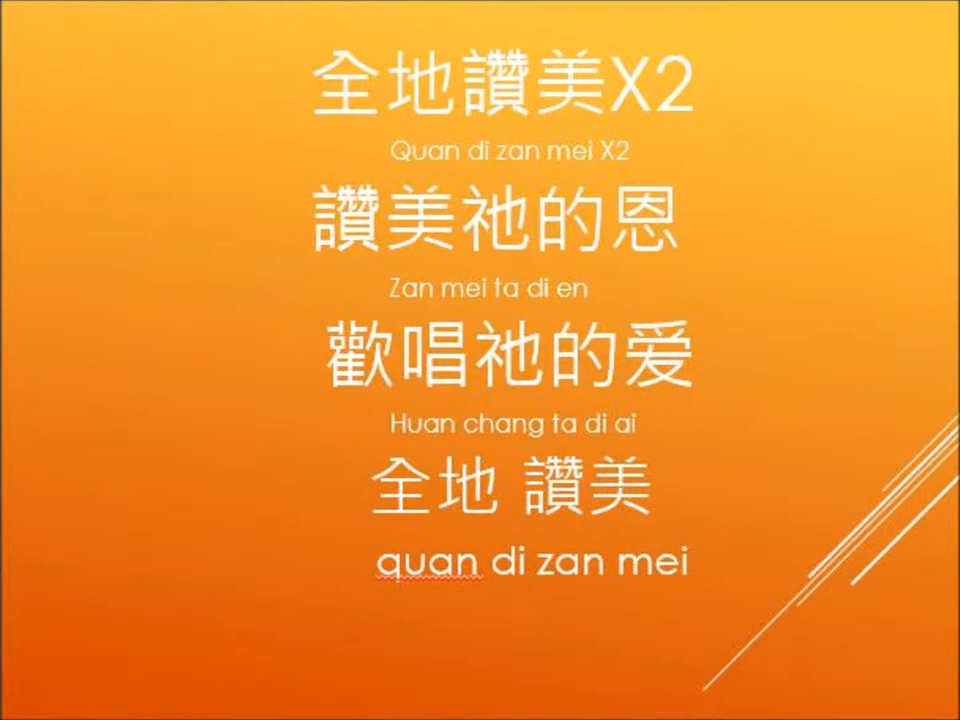 全地讚美X2
Quan di zan mei X2
讚美祂的恩
Zan mei ta di en
歡唱祂的爱
Huan chang ta di ai
全地 讚美
quan di zan mei